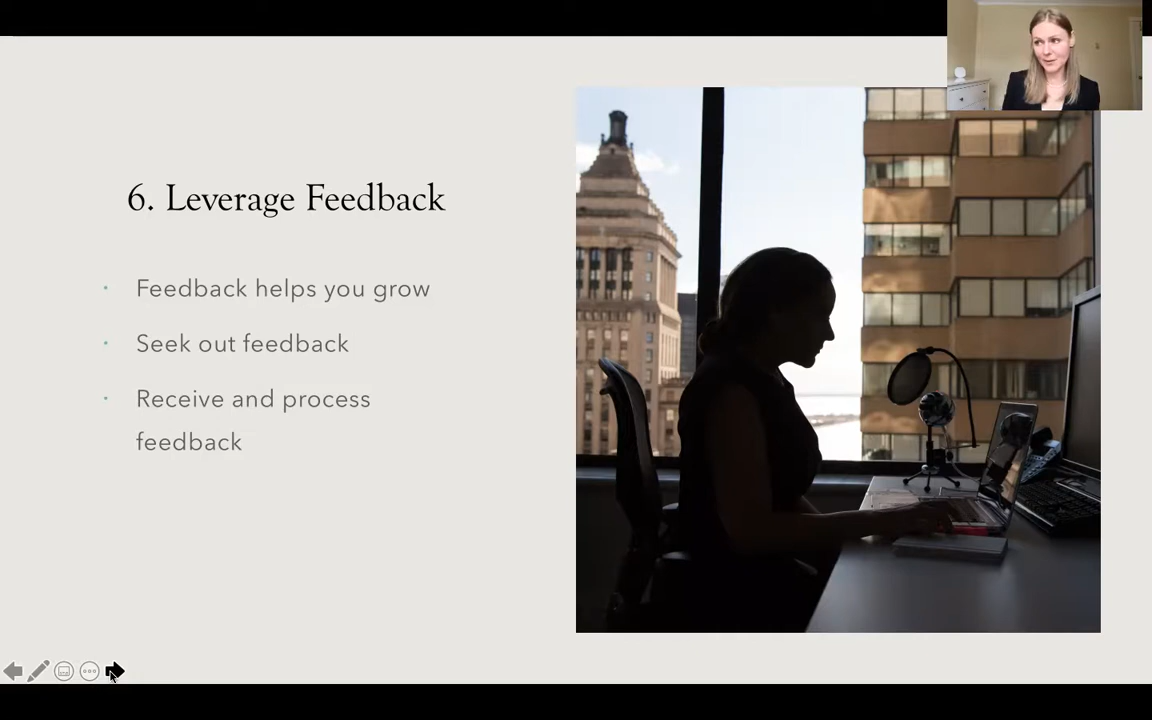 6. Leverage Feedback
· Feedback helps you grow
· Seek out feedback
· Receive and process
feedback